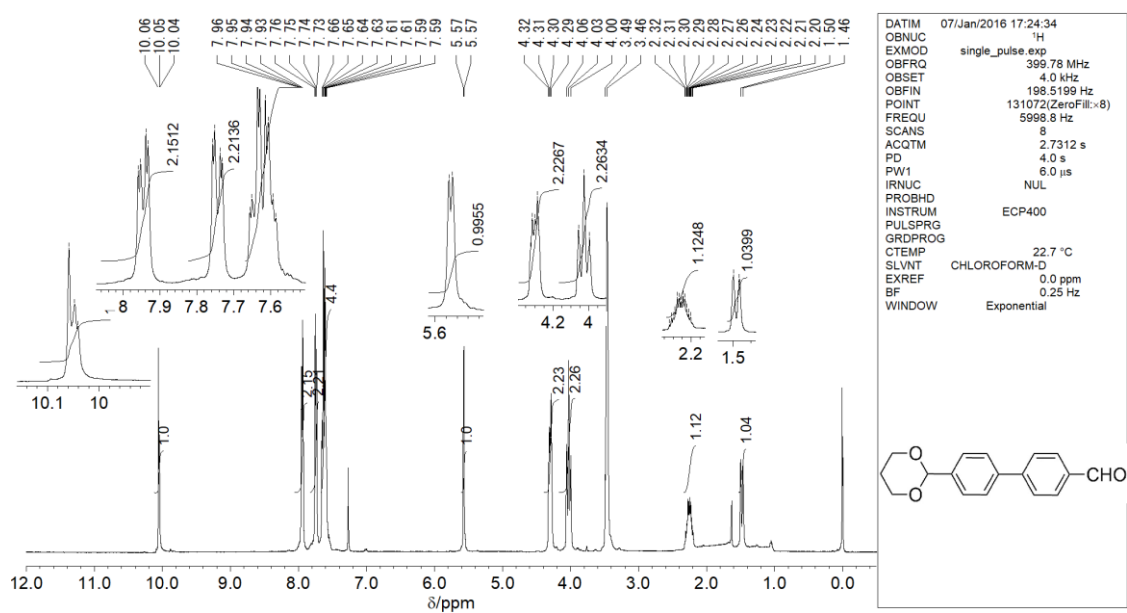 10.06 10.05 10.04 7.96 7.95 7.94 7.93 7.76 7.75 7.74 7.73 7.66 7.65 7.64 7.63 7.61 7.61 7.59 7.59 5.57 5.57 4.32 4.31 4.30 4.29 4.06 4.03 4.00 3.49 3.46 2.32 2.31 2.30 2.29 2.28 2.27 2.26 2.24 2.23 2.22 2.21 2.20 1.50 1.46
2.1512 2.2136 0.9955 2.2267 2.2634 1.1248 1.0399
8 7.9 7.8 7.7 7.6
5.6
4.2 4
2.2
1.5
1
10.1 10
1.0 2.15 2.21 4.4 1.0 2.23 2.26 1.12 1.04
12.0 11.0 10.0 9.0 8.0 7.0 6.0 5.0 4.0 3.0 2.0 1.0 0.0
δ/ppm
DATIM 07/Jan/2016 17:24:34
OBNUC ¹H
EXMOD single_pulse.exp
OBFRQ 399.78 MHz
OBSET 4.0 kHz
OBFIN 198.5199 Hz
POINT 131072(ZeroFill:×8)
FREQU 5998.8 Hz
SCANS 8
ACQTM 2.7312 s
PD 4.0 s
PW1 6.0 μs
IRNUC NUL
PROBHD
INSTRUM ECP400
PULSPRG
GRDPROG
CTEMP 22.7 °C
SLVNT CHLOROFORM-D
EXREF 0.0 ppm
BF 0.25 Hz
WINDOW Exponential
O
O
CHO